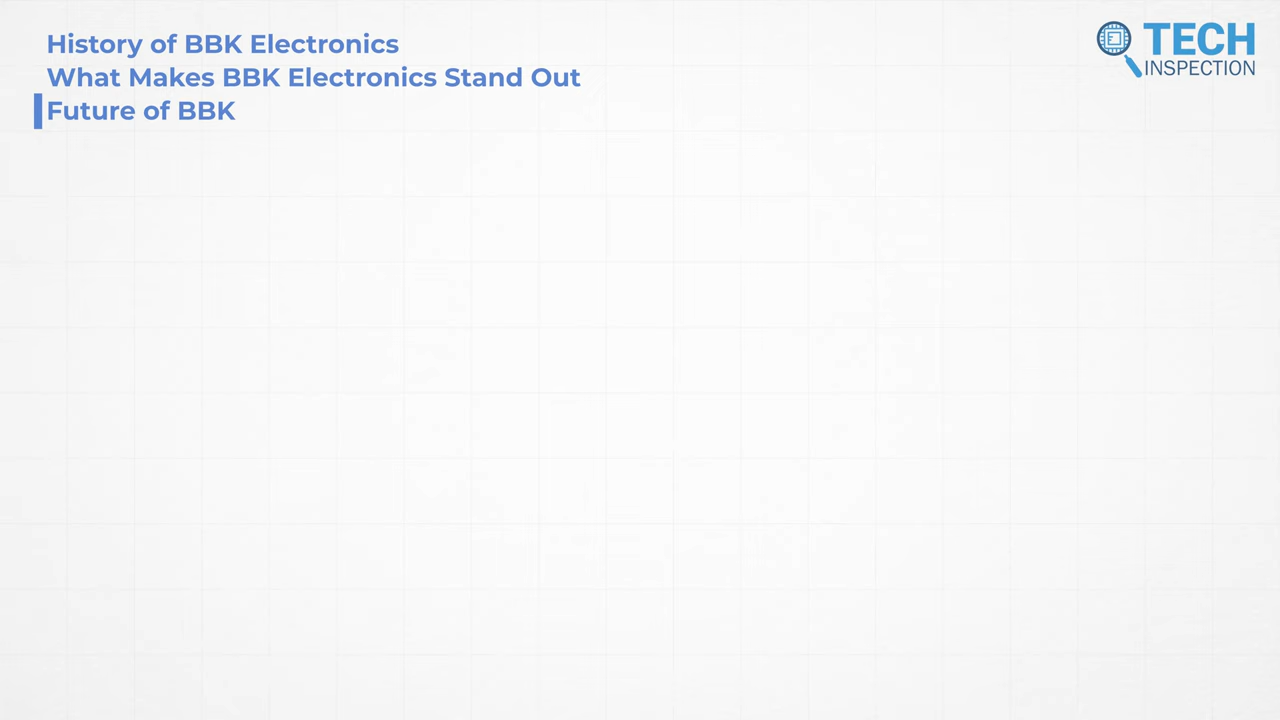 History of BBK Electronics
What Makes BBK Electronics Stand Out
Future of BBK
TECH
INSPECTION